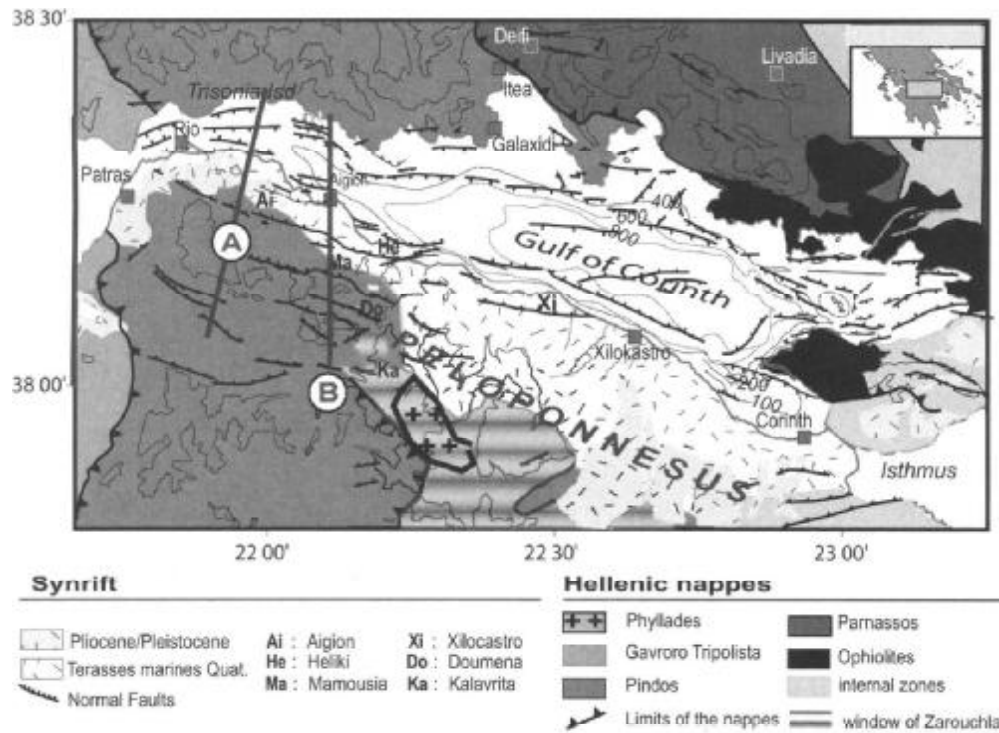 38 30'
Delfi
Livadia
Itea
Trisonia isd
Rio
Galaxidi
Patras
Aigion
400
600
800
Ai
He
Gulf of Corinth
Ma
Xi
Do
A
Xilokastro
38 00'
Ka
B
200
100
PELOPONNESUS
Corinth
Isthmus
22 00'
22 30'
23 00'
Synrift
Pliocene/Pleistocene
Terasses marines Quat.
Normal Faults
Ai : Aigion
He : Heliki
Ma : Mamousia
Xi : Xilocastro
Do : Doumena
Ka : Kalavrita
Hellenic nappes
Phyllades
Gavroro Tripolista
Pindos
Limits of the nappes
Parnassos
Ophiolites
internal zones
window of Zarouchla